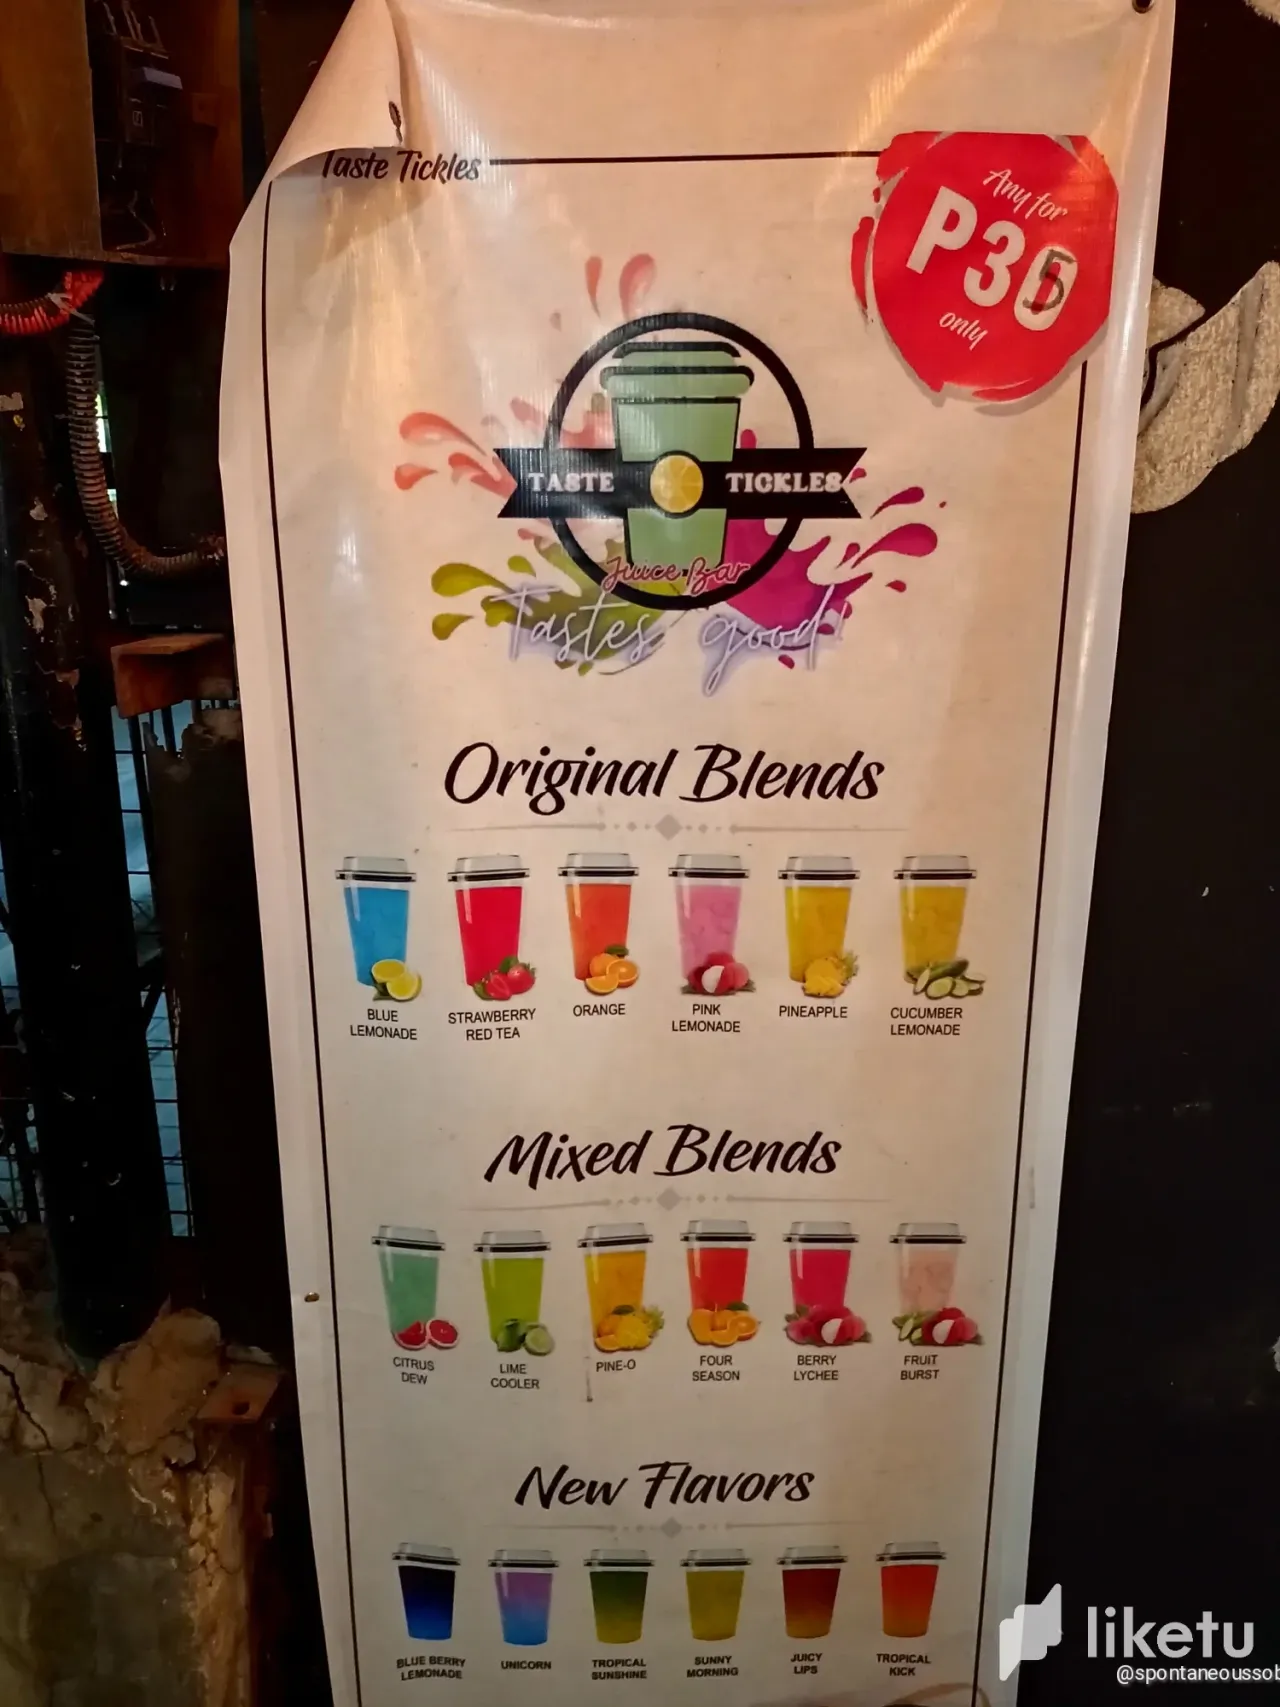 Taste Tickles
Any for
P35
only
TASTE TICKLES
Juice Bar
Tastes good!
Original Blends
BLUE
LEMONADE
STRAWBERRY
RED TEA
ORANGE
PINK
LEMONADE
PINEAPPLE
CUCUMBER
LEMONADE
Mixed Blends
CITRUS
DEW
LIME
COOLER
PINE-O
FOUR
SEASON
BERRY
LYCHEE
FRUIT
BURST
New Flavors
BLUE BERRY
LEMONADE
UNICORN
TROPICAL
SUNSHINE
SUNNY
MORNING
JUICY
LIPS
TROPICAL
KICK
liketu
@spontaneoussob